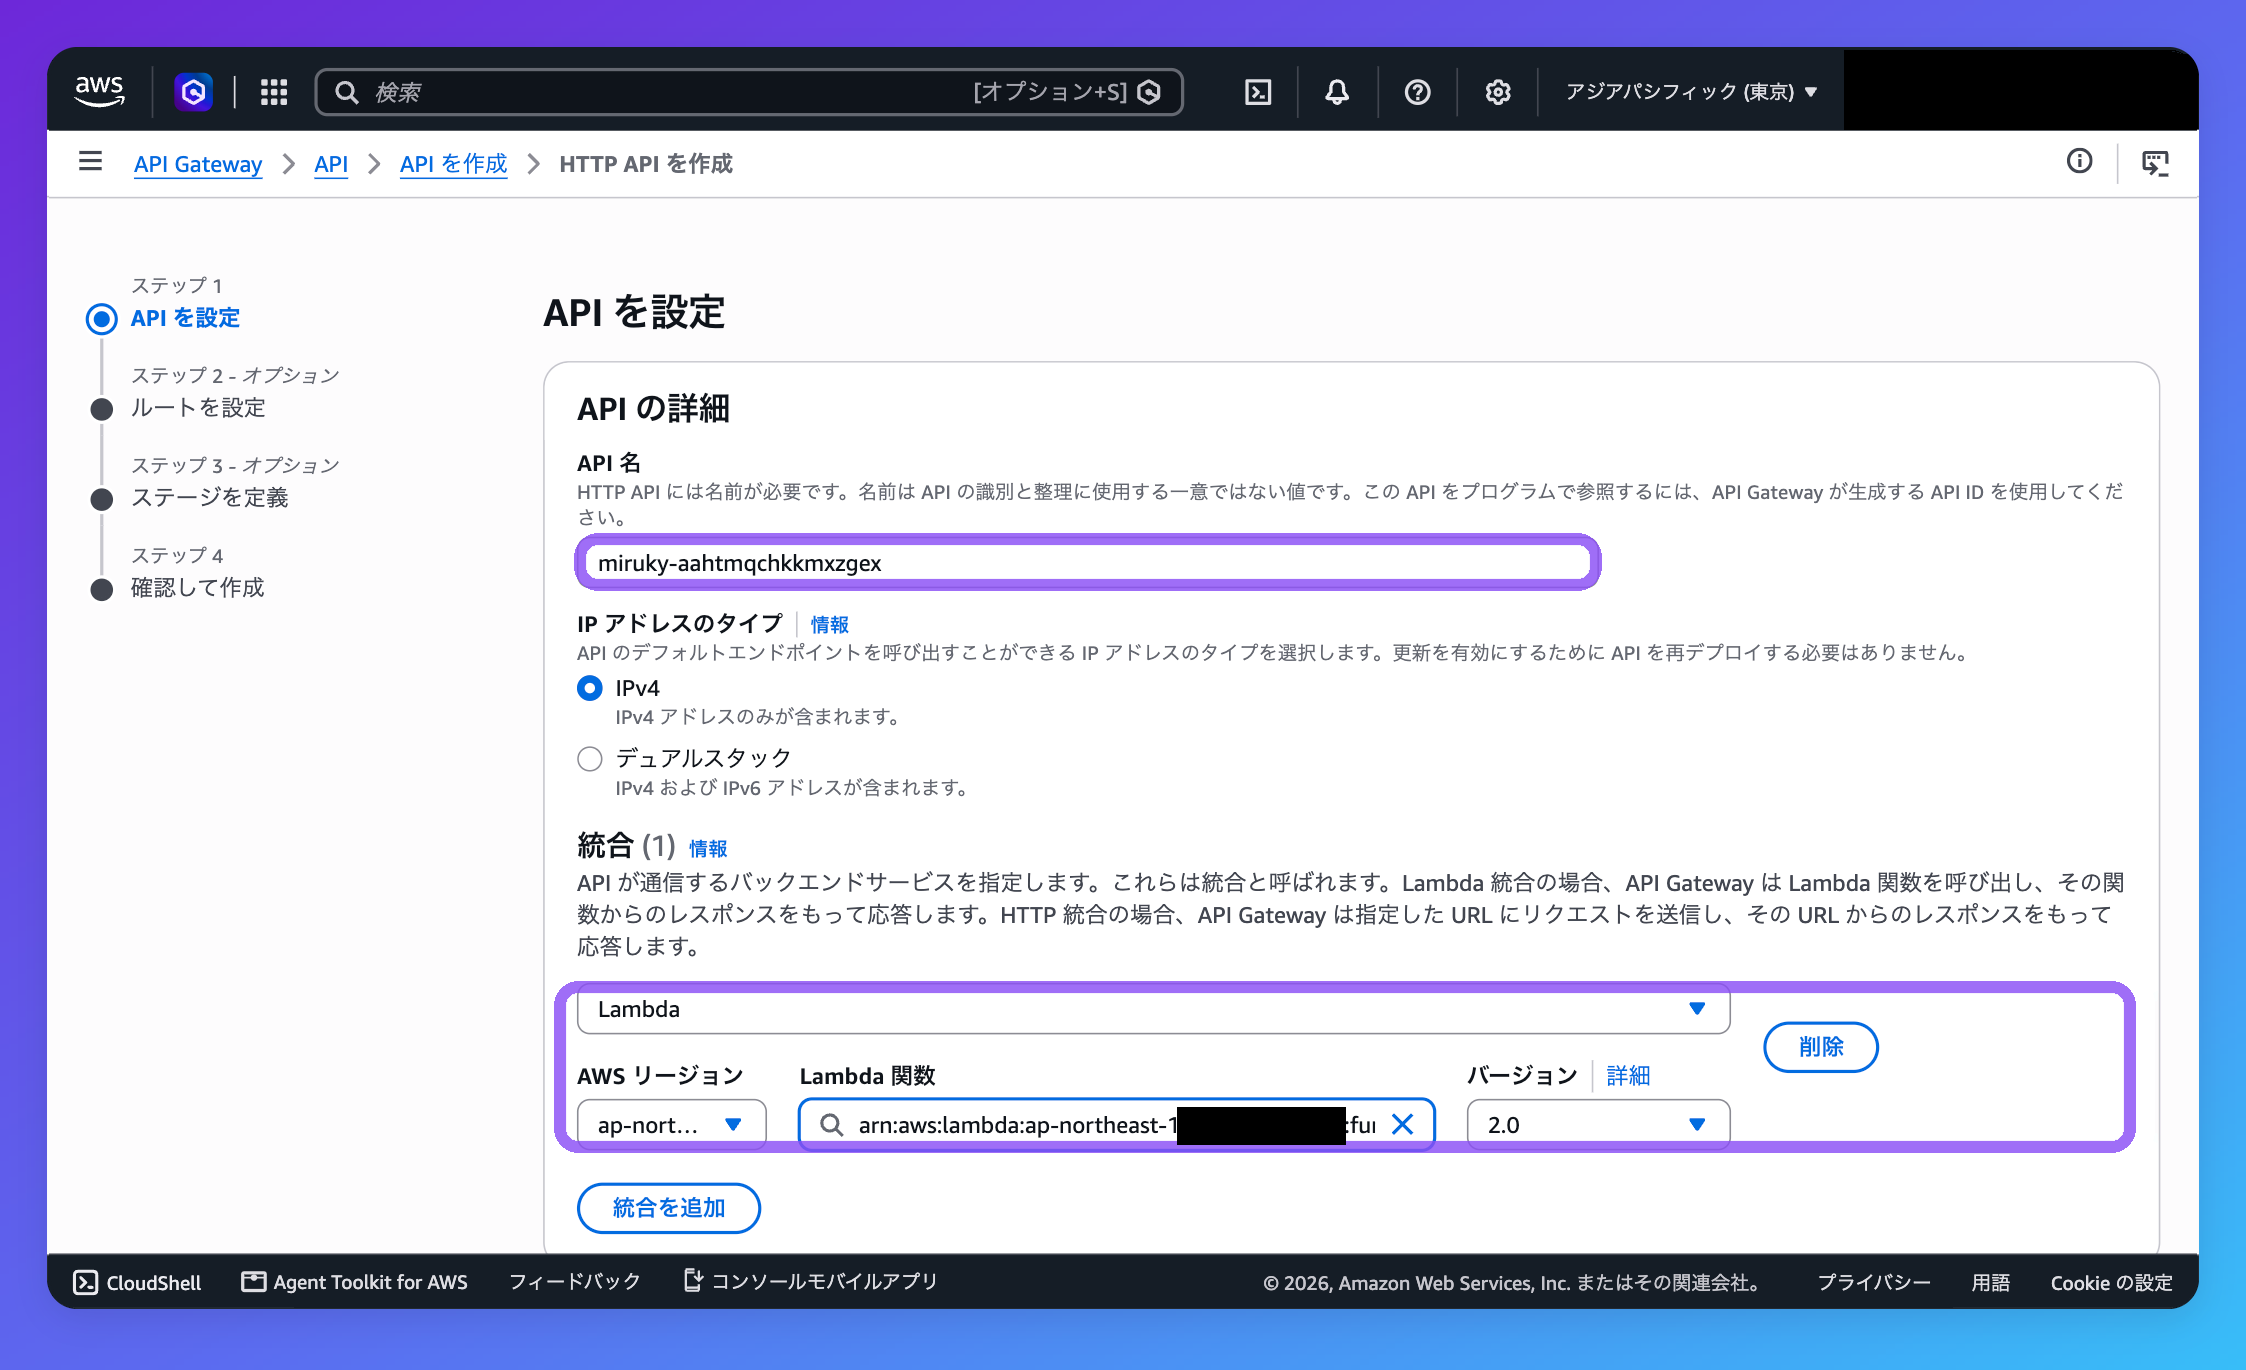 aws
検索
[オプション+S]
アジアパシフィック (東京)
API Gateway
API
API を作成
HTTP API を作成
ステップ 1
API を設定
ステップ 2 - オプション
ルートを設定
ステップ 3 - オプション
ステージを定義
ステップ 4
確認して作成
API を設定
API の詳細
API 名
HTTP API には名前が必要です。名前は API の識別と整理に使用する一意ではない値です。この API をプログラムで参照するには、API Gateway が生成する API ID を使用してくだ
さい。
miruky-aahtmqchkkmxzgex
IP アドレスのタイプ
情報
API のデフォルトエンドポイントを呼び出すことができる IP アドレスのタイプを選択します。更新を有効にするために API を再デプロイする必要はありません。
IPv4
IPv4 アドレスのみが含まれます。
デュアルスタック
IPv4 および IPv6 アドレスが含まれます。
統合 (1)
情報
API が通信するバックエンドサービスを指定します。これらは統合と呼ばれます。Lambda 統合の場合、API Gateway は Lambda 関数を呼び出し、その関
数からのレスポンスをもって応答します。HTTP 統合の場合、API Gateway は指定した URL にリクエストを送信し、その URL からのレスポンスをもって
応答します。
Lambda
削除
AWS リージョン
Lambda 関数
バージョン
詳細
ap-nort...
arn:aws:lambda:ap-northeast-1
:fu
2.0
統合を追加
CloudShell
Agent Toolkit for AWS
フィードバック
コンソールモバイルアプリ
© 2026, Amazon Web Services, Inc. またはその関連会社。
プライバシー
用語
Cookie の設定